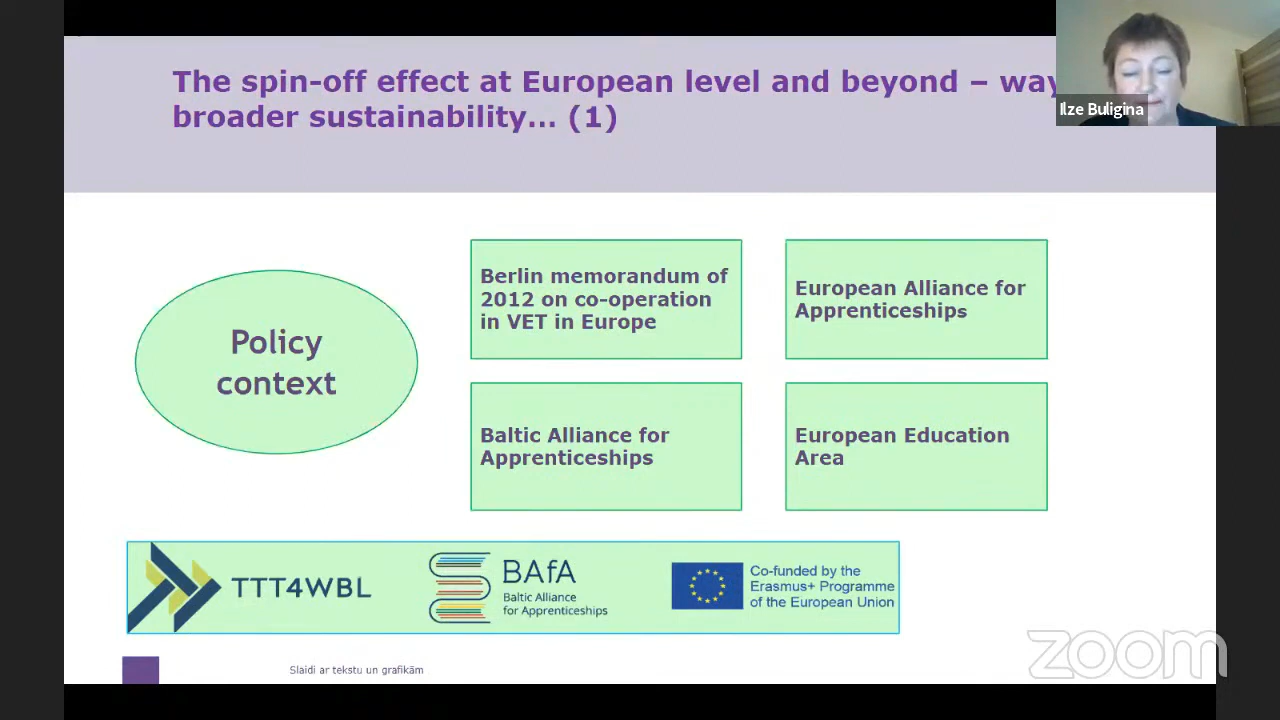 The spin-off effect at European level and beyond – way
broader sustainability... (1)
Ilze Buligina
Policy
context
Berlin memorandum of
2012 on co-operation
in VET in Europe
European Alliance for
Apprenticeships
Baltic Alliance for
Apprenticeships
European Education
Area
TTT4WBL
BAfA
Baltic Alliance
for Apprenticeships
Co-funded by the
Erasmus+ Programme
of the European Union
Slaidi ar tekstu un grafikām
zoom